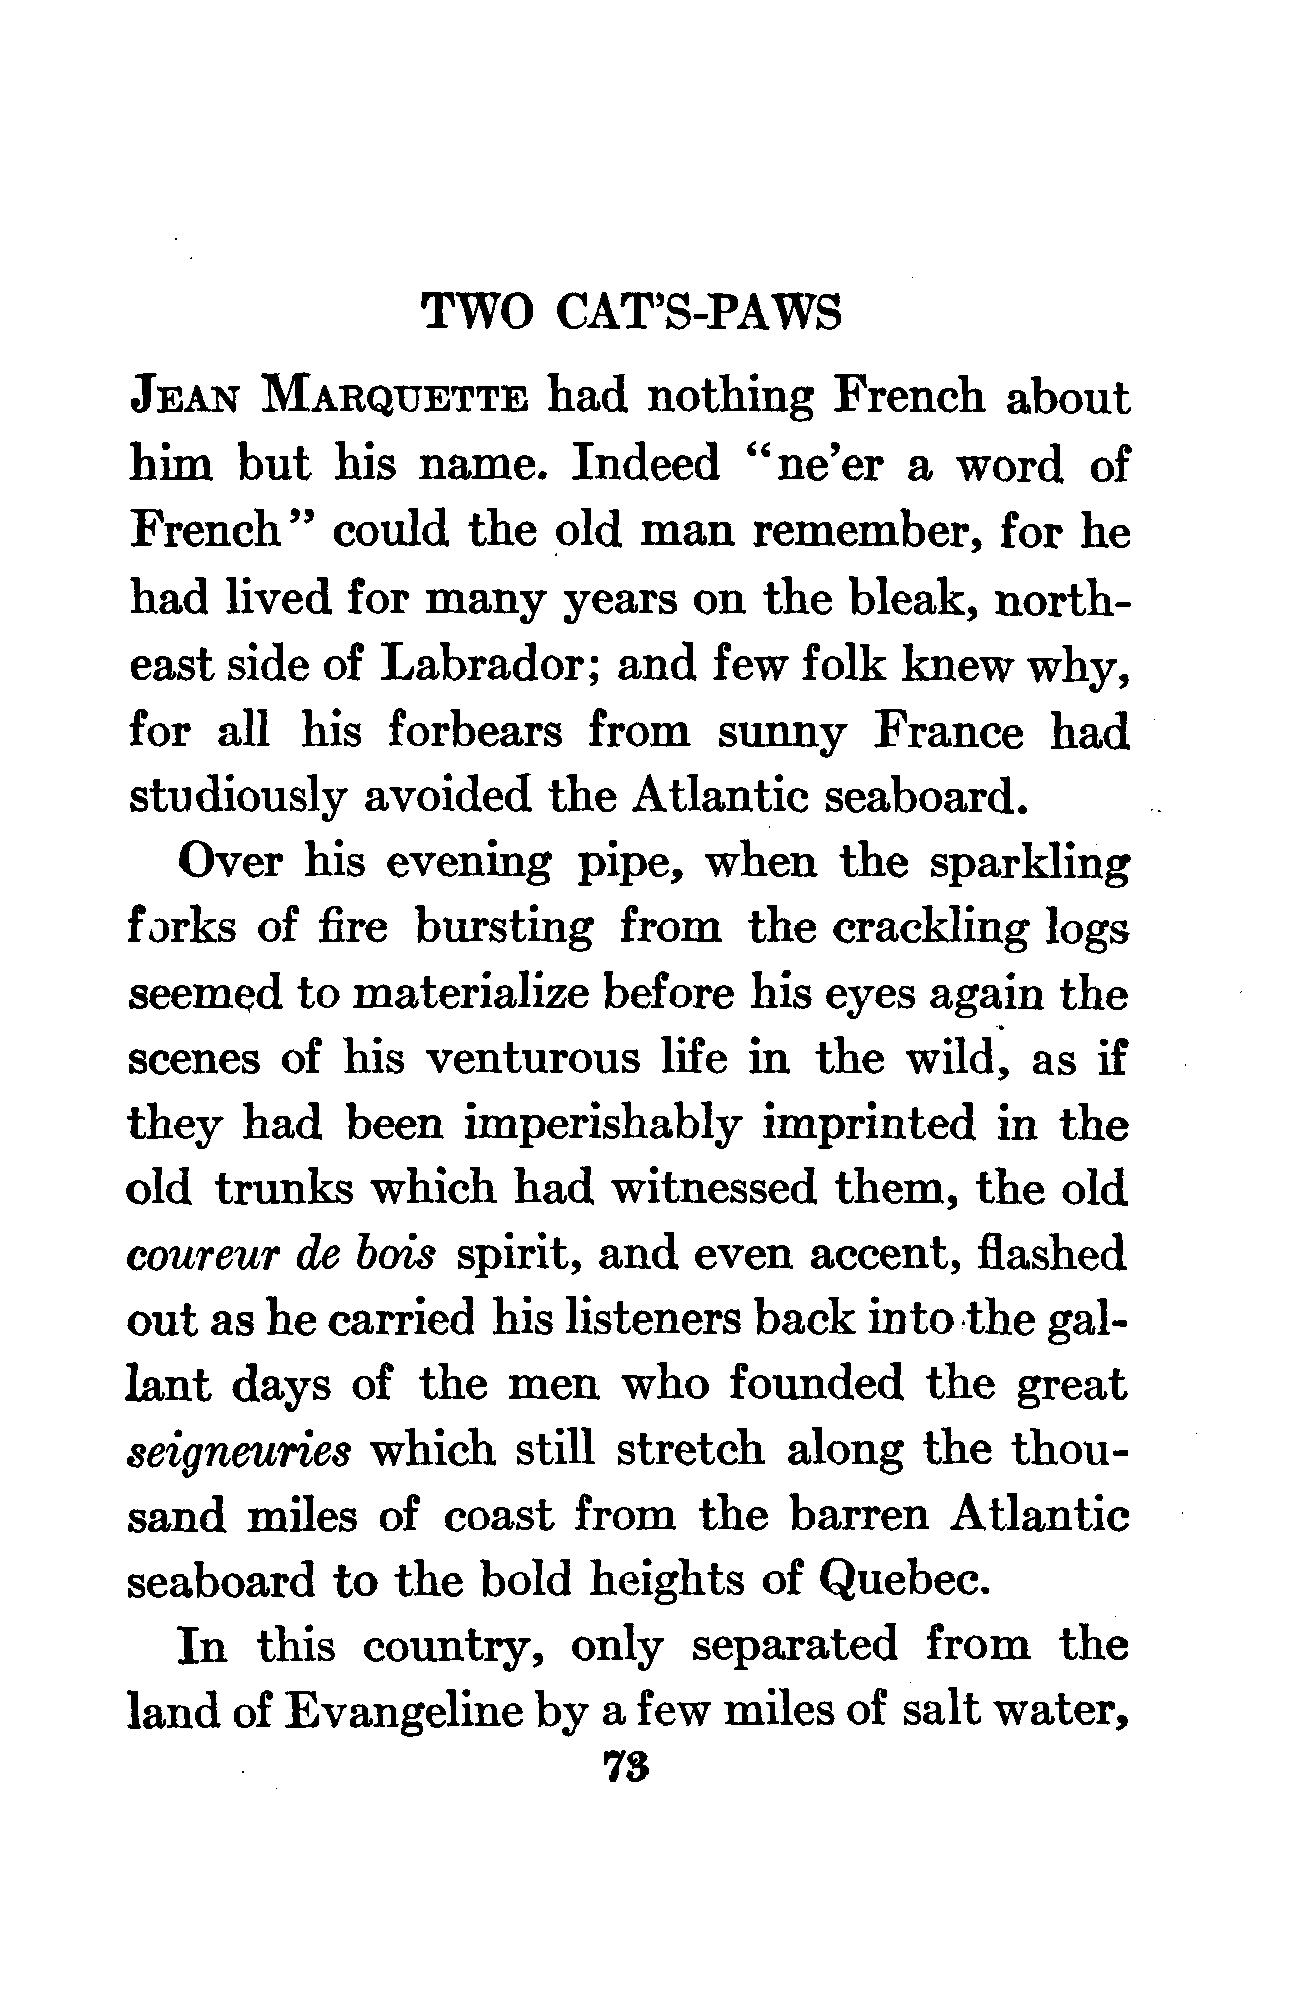 TWO CAT'S-PAWS
JEAN MARQUETTE had nothing French about
him but his name. Indeed "ne'er a word of
French" could the old man remember, for he
had lived for many years on the bleak, north-
east side of Labrador; and few folk knew why,
for all his forbears from sunny France had
studiously avoided the Atlantic seaboard.
Over his evening pipe, when the sparkling
forks of fire bursting from the crackling logs
seemed to materialize before his eyes again the
scenes of his venturous life in the wild, as if
they had been imperishably imprinted in the
old trunks which had witnessed them, the old
coureur de bois spirit, and even accent, flashed
out as he carried his listeners back into the gal-
lant days of the men who founded the great
seigneuries which still stretch along the thou-
sand miles of coast from the barren Atlantic
seaboard to the bold heights of Quebec.
In this country, only separated from the
land of Evangeline by a few miles of salt water,
73